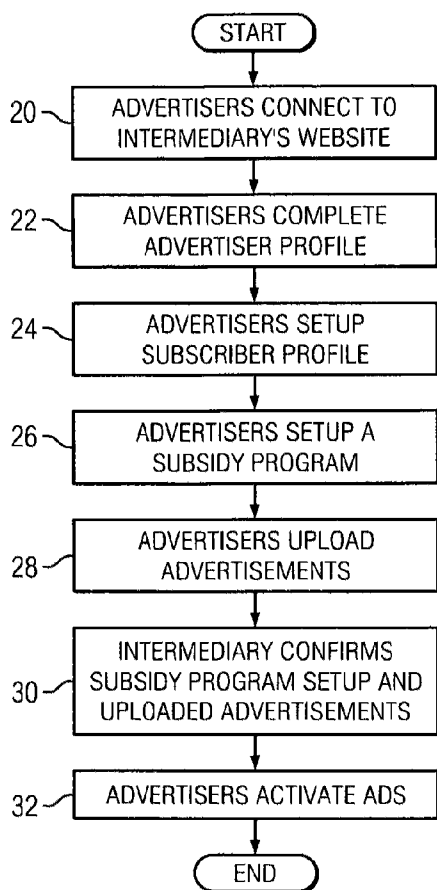 START
20
ADVERTISERS CONNECT TO
INTERMEDIARY'S WEBSITE
22
ADVERTISERS COMPLETE
ADVERTISER PROFILE
24
ADVERTISERS SETUP
SUBSCRIBER PROFILE
26
ADVERTISERS SETUP A
SUBSIDY PROGRAM
28
ADVERTISERS UPLOAD
ADVERTISEMENTS
30
INTERMEDIARY CONFIRMS
SUBSIDY PROGRAM SETUP AND
UPLOADED ADVERTISEMENTS
32
ADVERTISERS ACTIVATE ADS
END